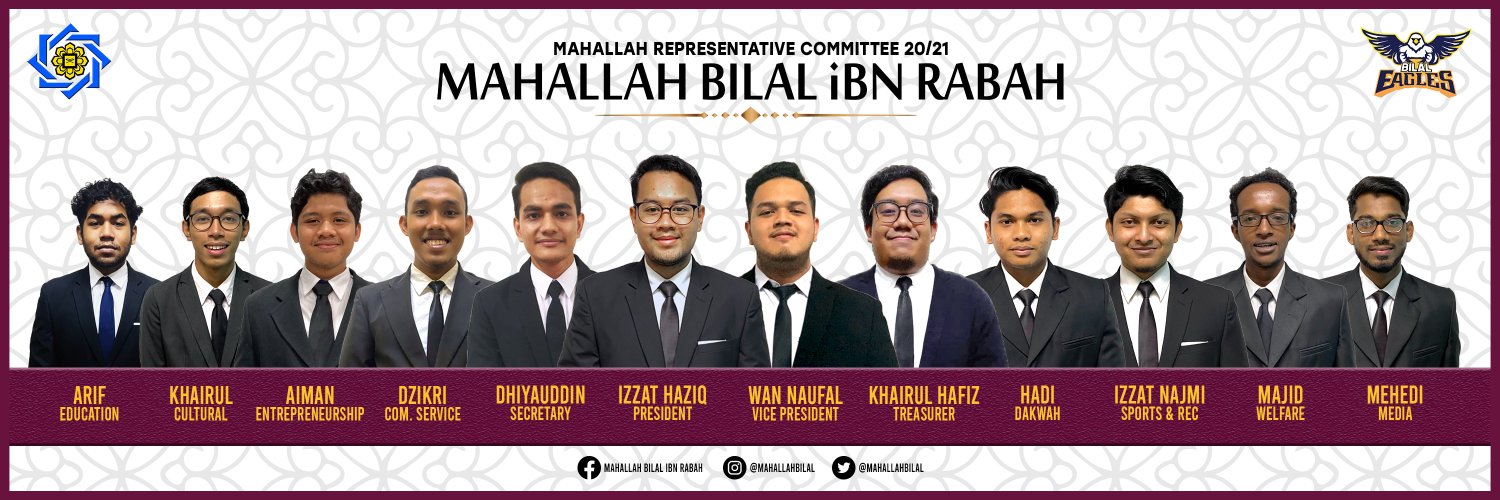 MAHALLAH REPRESENTATIVE COMMITTEE 20/21
MAHALLAH BILAL iBN RABAH
BILAL
EAGLES
ARIF
EDUCATION
KHAIRUL
CULTURAL
AIMAN
ENTREPRENEURSHIP
DZIKRI
COM. SERVICE
DHIYAUDDIN
SECRETARY
IZZAT HAZIQ
PRESIDENT
WAN NAUFAL
VICE PRESIDENT
KHAIRUL HAFIZ
TREASURER
HADI
DAKWAH
IZZAT NAJMI
SPORTS & REC
MAJID
WELFARE
MEHEDI
MEDIA
MAHALLAH BILAL IBN RABAH
@MAHALLAHBILAL
@MAHALLAHBILAL